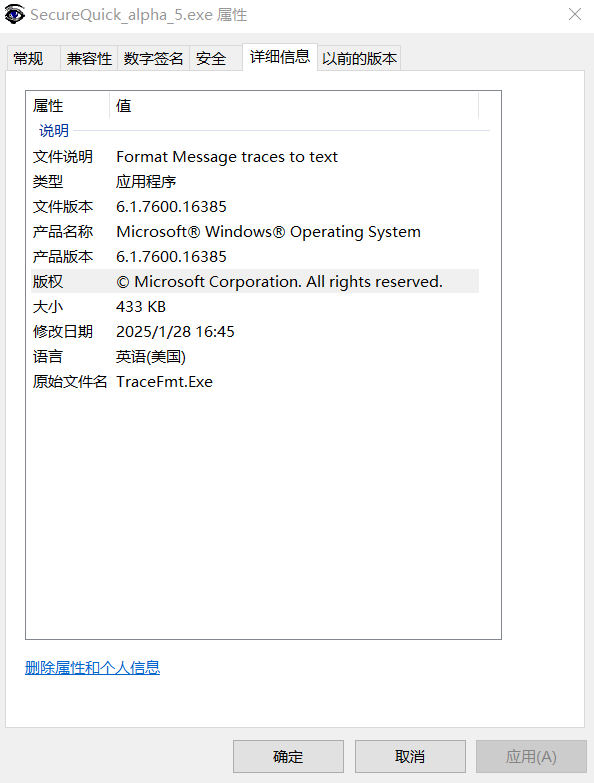 SecureQuick_alpha_5.exe 属性
常规 兼容性 数字签名 安全 详细信息 以前的版本
属性 值
说明
文件说明 Format Message traces to text
类型 应用程序
文件版本 6.1.7600.16385
产品名称 Microsoft® Windows® Operating System
产品版本 6.1.7600.16385
版权 © Microsoft Corporation. All rights reserved.
大小 433 KB
修改日期 2025/1/28 16:45
语言 英语(美国)
原始文件名 TraceFmt.Exe
删除属性和个人信息
确定 取消 应用(A)